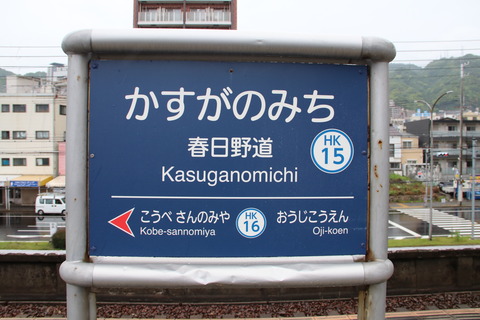 かすがのみち
春日野道
Kasuganomichi
HK
15
こうべ さんのみや
Kobe-sannomiya
HK
16
おうじこうえん
Oji-koen